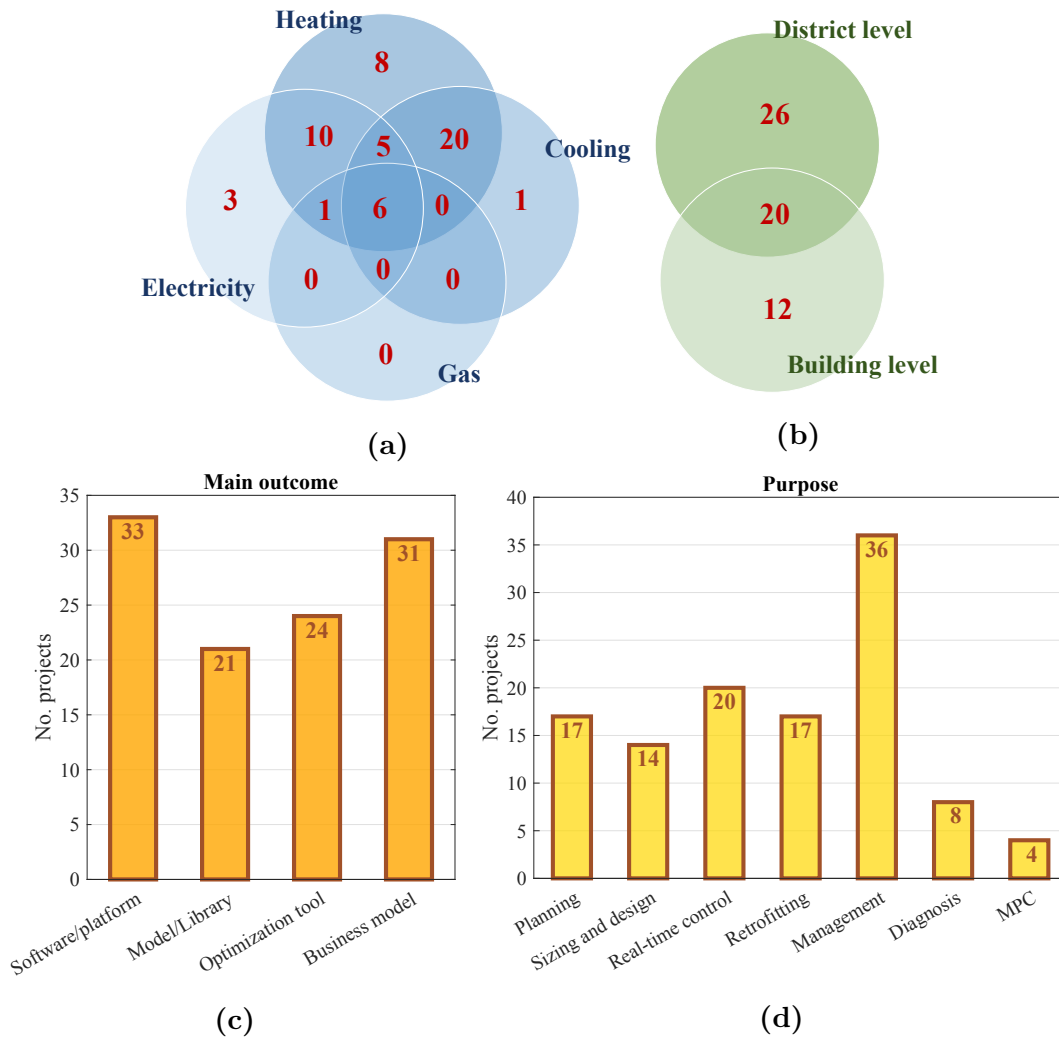 Heating
8
10
5
20
Cooling
3
1
6
0
1
Electricity
0
0
0
0
Gas
(a)
District level
26
20
12
Building level
(b)
Main outcome
No. projects
35
30
25
20
15
10
5
0
33
21
24
31
Software/platform
Model/Library
Optimization tool
Business model
(c)
Purpose
No. projects
40
35
30
25
20
15
10
5
0
17
14
20
17
36
8
4
Planning
Sizing and design
Real-time control
Retrofitting
Management
Diagnosis
MPC
(d)